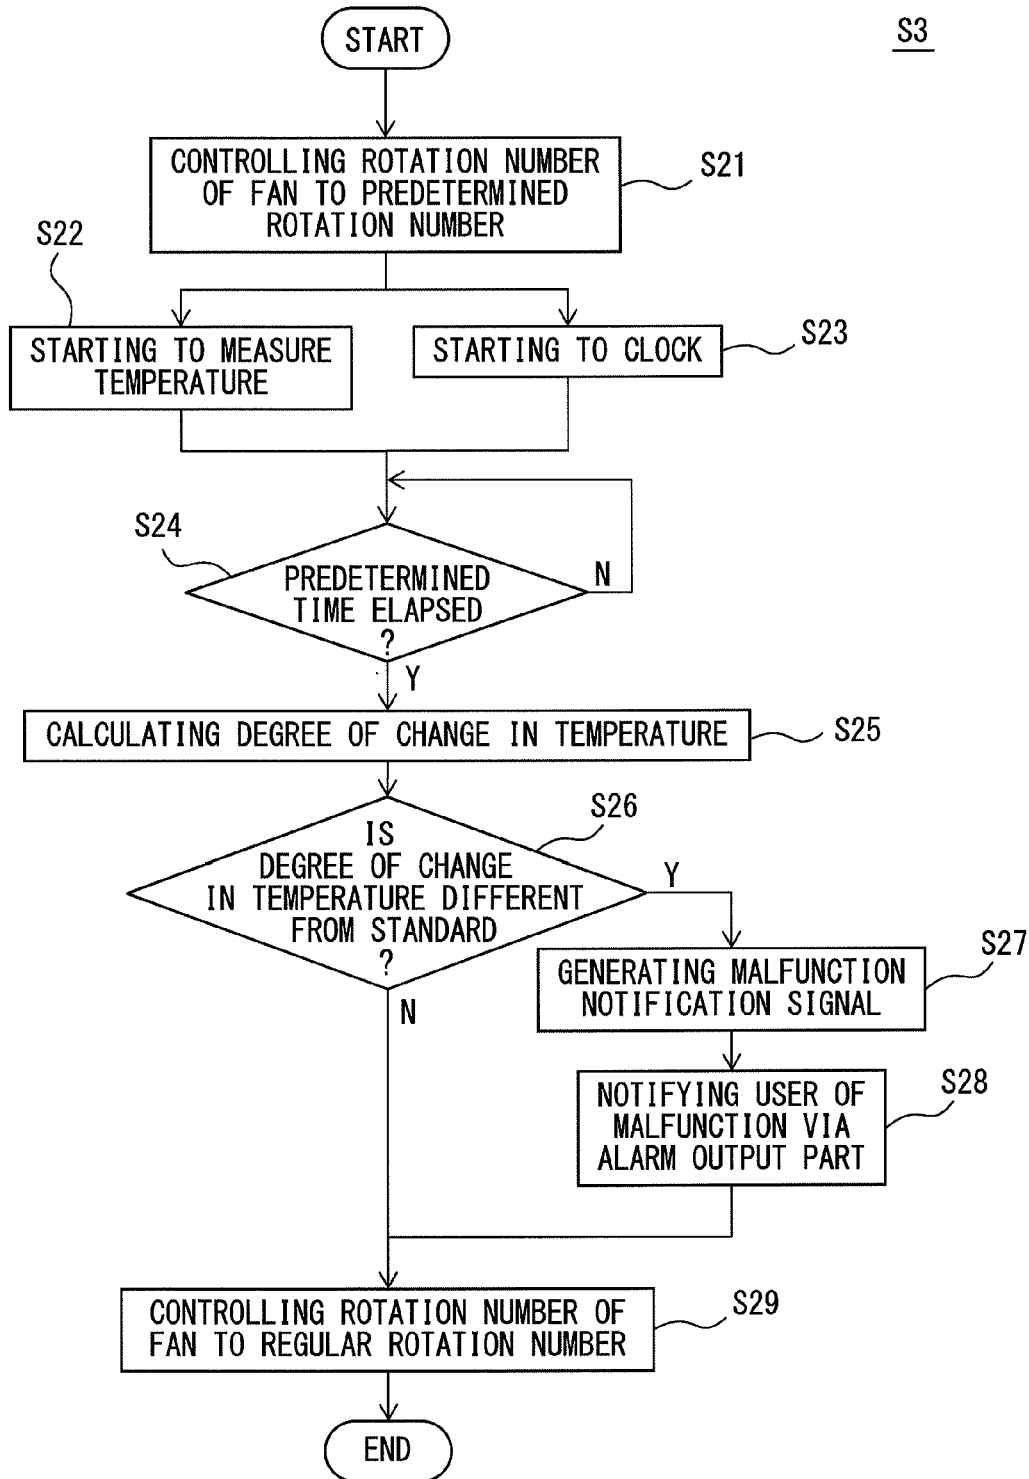 START
S3
CONTROLLING ROTATION NUMBER
OF FAN TO PREDETERMINED
ROTATION NUMBER
S21
S22
STARTING TO MEASURE
TEMPERATURE
STARTING TO CLOCK
S23
S24
PREDETERMINED
TIME ELAPSED
?
N
Y
CALCULATING DEGREE OF CHANGE IN TEMPERATURE
S25
S26
IS
DEGREE OF CHANGE
IN TEMPERATURE DIFFERENT
FROM STANDARD
?
Y
N
GENERATING MALFUNCTION
NOTIFICATION SIGNAL
S27
NOTIFYING USER OF
MALFUNCTION VIA
ALARM OUTPUT PART
S28
CONTROLLING ROTATION NUMBER OF
FAN TO REGULAR ROTATION NUMBER
S29
END